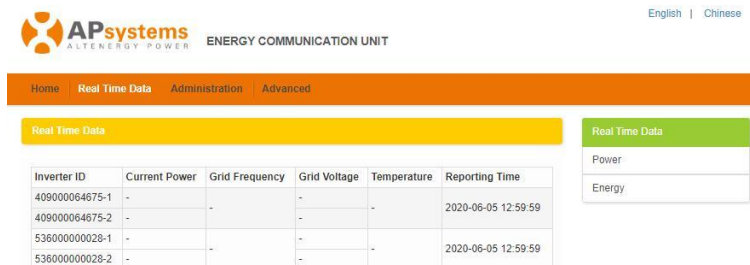 English | Chinese
APsystems
ALTENERGY POWER
ENERGY COMMUNICATION UNIT
Home Real Time Data Administration Advanced
Real Time Data
Real Time Data
Power
Energy
Inverter ID Current Power Grid Frequency Grid Voltage Temperature Reporting Time
409000064675-1 - - - - 2020-06-05 12:59:59
409000064675-2 - -
536000000028-1 - - - - 2020-06-05 12:59:59
536000000028-2 - -